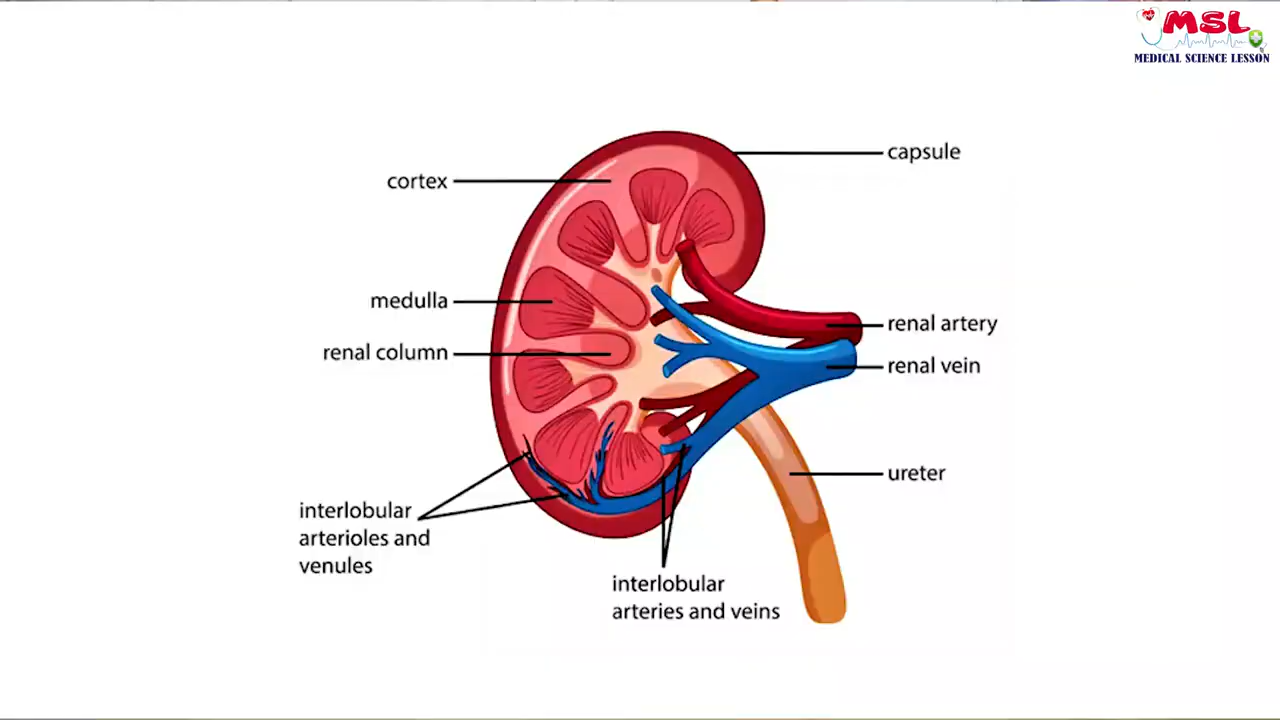 MSL
MEDICAL SCIENCE LESSON
capsule
cortex
medulla
renal artery
renal column
renal vein
ureter
interlobular
arterioles and
venules
interlobular
arteries and veins